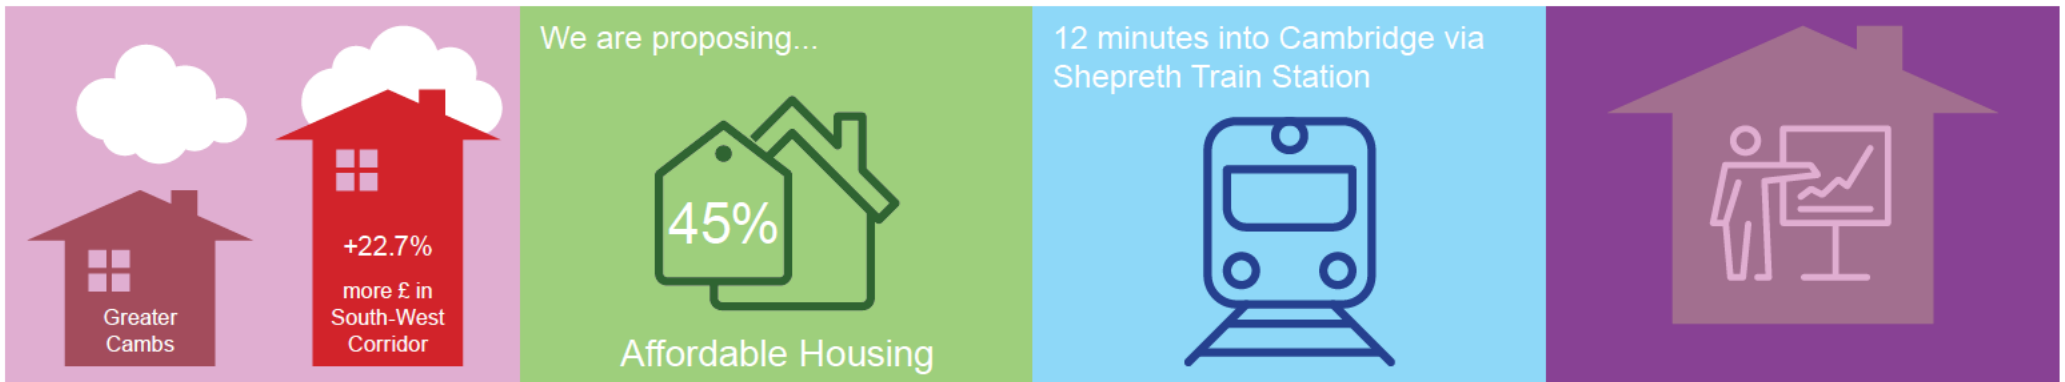 Greater
Cambs
+22.7%
more £ in
South-West
Corridor
We are proposing...
45%
Affordable Housing
12 minutes into Cambridge via
Shepreth Train Station